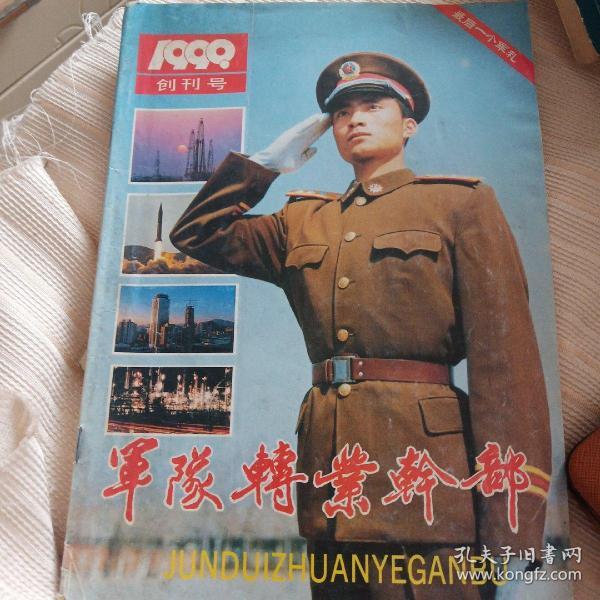 1999
创刊号
最后一个军礼
軍隊轉業幹部
JUNDUIZHUANYEGANBU
孔夫子旧书网
www.kongfz.com